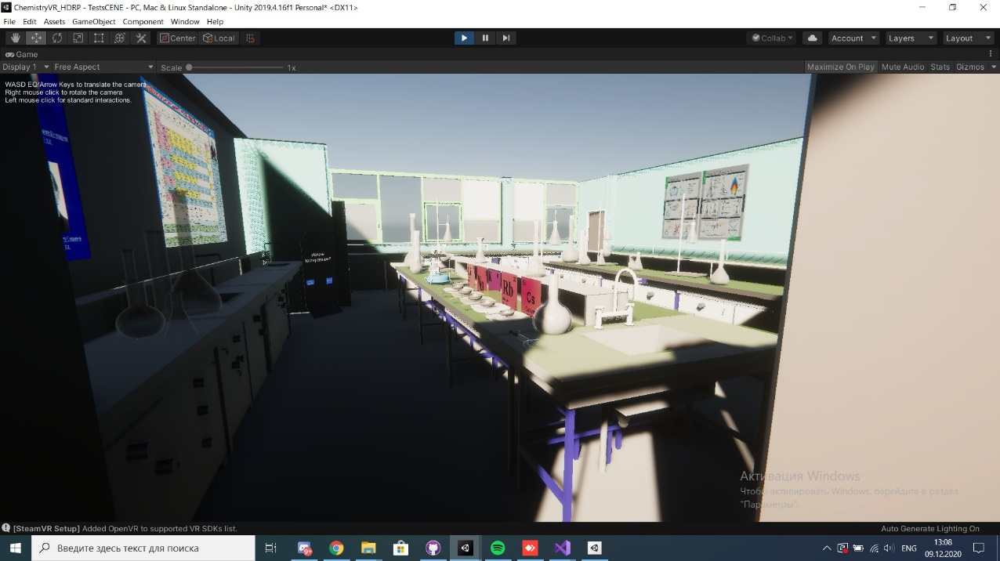 ChemistryVR_HDRP - TestsCENE - PC, Mac & Linux Standalone - Unity 2019.4.16f1 Personal* <DX11>
File Edit Assets GameObject Component Window Help
Center Local Collab Account Layers Layout
Game
Display 1 Free Aspect Scale 1x Maximize On Play Mute Audio Stats Gizmos
WASD EQ/Arrow Keys to translate the camera
Right mouse click to rotate the camera
Left mouse click for standard interactions.
Rb
Cs
Активация Windows
Чтобы активировать Windows, перейдите в раздел
"Параметры".
[SteamVR Setup] Added OpenVR to supported VR SDKs list.
Auto Generate Lighting On
Введите здесь текст для поиска
ENG
13:08
09.12.2020